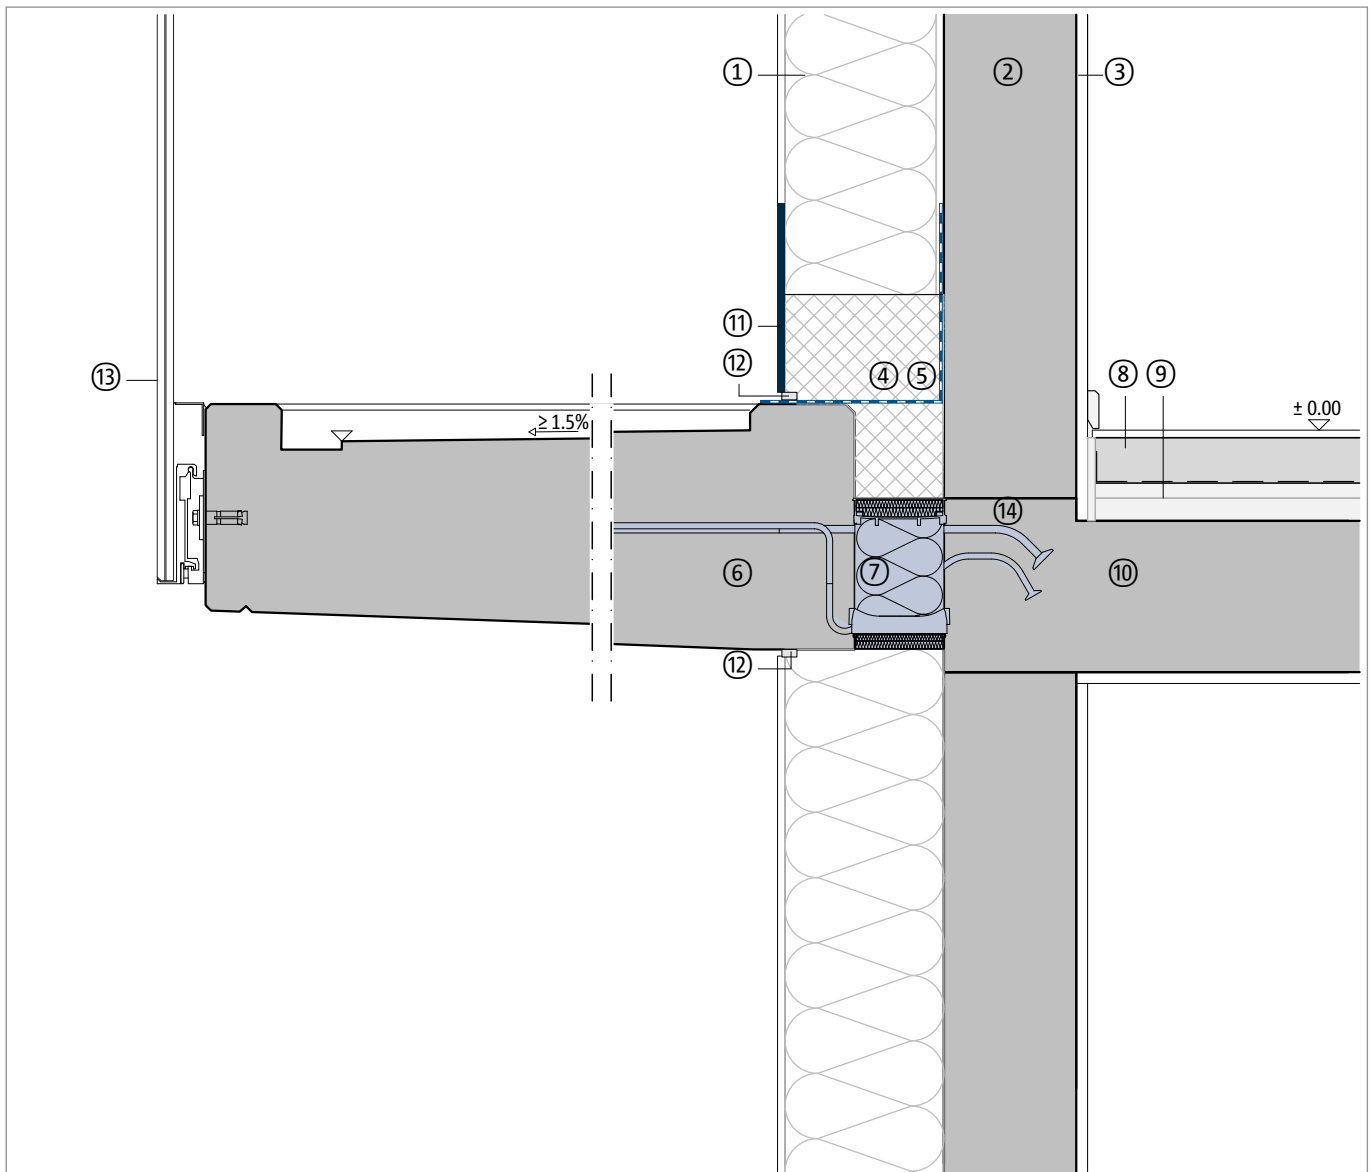 ① ② ③
⑪
⑫ ④ ⑤
⑬ ⑧ ⑨
± 0.00
≥ 1.5%
⑭
⑥ ⑦ ⑩
⑫